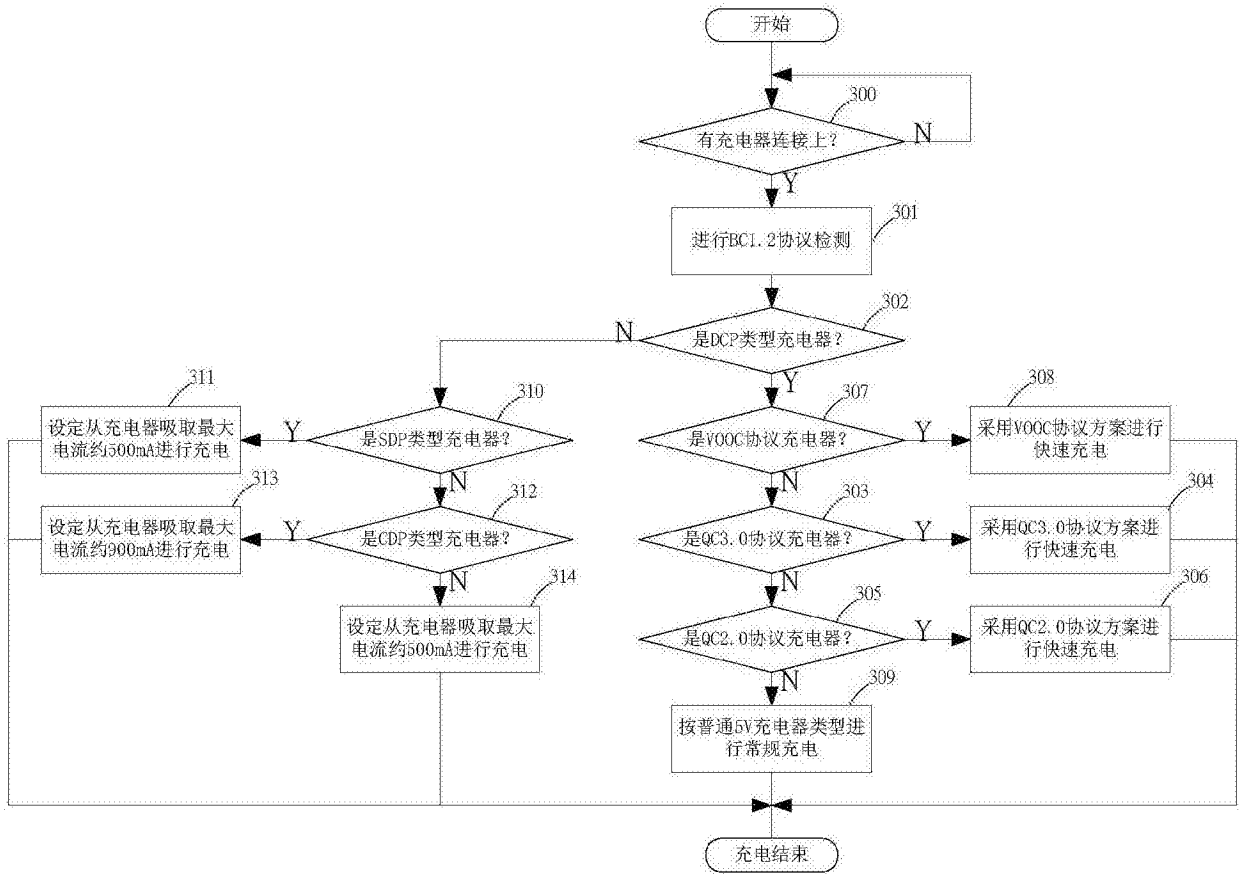 开始
300
有充电器连接上?
N
Y
301
进行BC1.2协议检测
302
N
是DCP类型充电器?
Y
311
310
307
308
设定从充电器吸取最大
电流约500mA进行充电
Y
是SDP类型充电器?
是VOOC协议充电器?
Y
采用VOOC协议方案进行
快速充电
N
N
313
312
303
304
设定从充电器吸取最大
电流约900mA进行充电
Y
是CDP类型充电器?
是QC3.0协议充电器?
Y
采用QC3.0协议方案进
行快速充电
N
N
314
305
306
设定从充电器吸取最大
电流约500mA进行充电
是QC2.0协议充电器?
Y
采用QC2.0协议方案进
行快速充电
N
309
按普通5V充电器类型进
行常规充电
充电结束